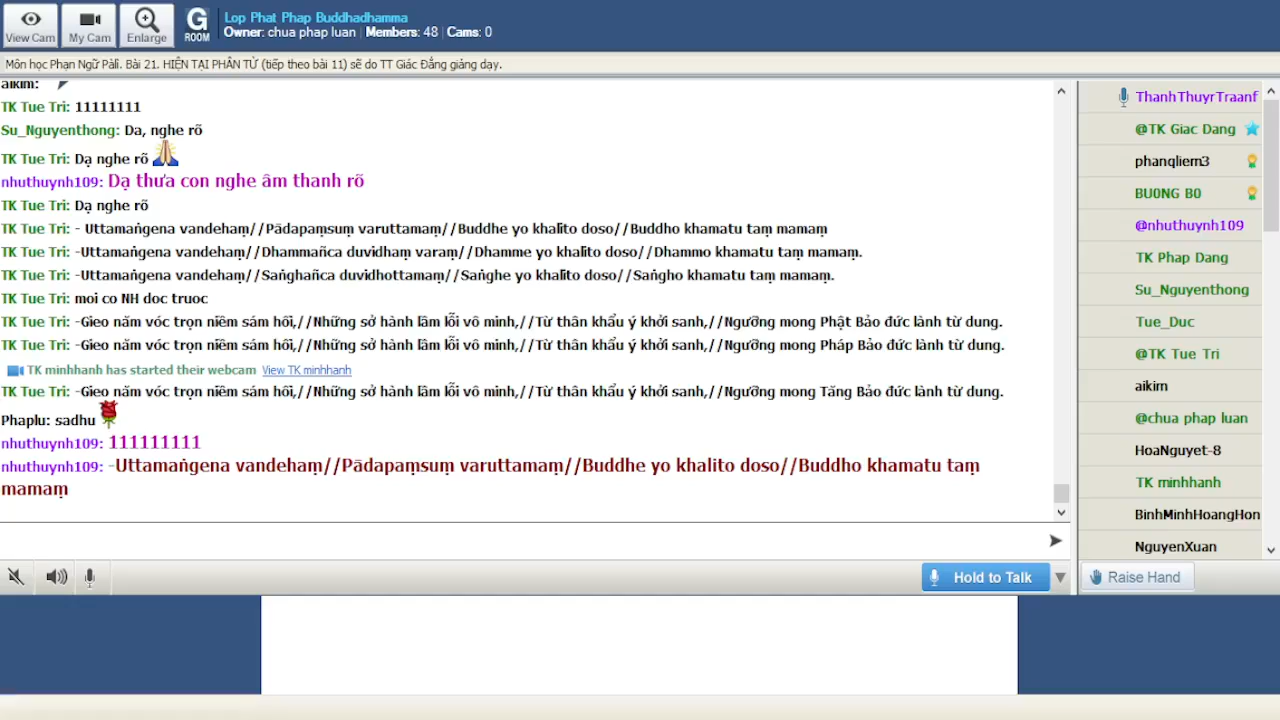 View Cam
My Cam
Enlarge
G ROOM
Lop Phat Phap Buddhadhamma
Owner: chua phap luan | Members: 48 | Cams: 0
Môn học Phạn Ngữ Pāli. Bài 21. HIỆN TẠI PHÂN TỪ (tiếp theo bài 11) sẽ do TT Giác Đẳng giảng dạy.
aikim:
TK Tue Tri: 11111111
Su_Nguyenthong: Da, nghe rõ
TK Tue Tri: Dạ nghe rõ
nhuthuynh109: Dạ thưa con nghe âm thanh rõ
TK Tue Tri: Dạ nghe rõ
TK Tue Tri: - Uttamaṅgena vandehaṃ//Pādapaṃsuṃ varuttamaṃ//Buddhe yo khalito doso//Buddho khamatu taṃ mamaṃ
TK Tue Tri: -Uttamaṅgena vandehaṃ//Dhammañca duvidhaṃ varaṃ//Dhamme yo khalito doso//Dhammo khamatu taṃ mamaṃ.
TK Tue Tri: -Uttamaṅgena vandehaṃ//Saṅghañca duvidhottamaṃ//Saṅghe yo khalito doso//Saṅgho khamatu taṃ mamaṃ.
TK Tue Tri: moi co NH doc truoc
TK Tue Tri: -Gieo năm vóc trọn niềm sám hối,//Những sở hành lầm lỗi vô minh,//Từ thân khẩu ý khởi sanh,//Ngưỡng mong Phật Bảo đức lành từ dung.
TK Tue Tri: -Gieo năm vóc trọn niềm sám hối,//Những sở hành lầm lỗi vô minh,//Từ thân khẩu ý khởi sanh,//Ngưỡng mong Pháp Bảo đức lành từ dung.
TK minhhanh has started their webcam View TK minhhanh
TK Tue Tri: -Gieo năm vóc trọn niềm sám hối,//Những sở hành lầm lỗi vô minh,//Từ thân khẩu ý khởi sanh,//Ngưỡng mong Tăng Bảo đức lành từ dung.
Phaplu: sadhu
nhuthuynh109: 111111111
nhuthuynh109: -Uttamaṅgena vandehaṃ//Pādapaṃsuṃ varuttamaṃ//Buddhe yo khalito doso//Buddho khamatu taṃ
mamaṃ
Hold to Talk
ThanhThuyrTraanf
@TK Giac Dang
phanqliem3
BU0NG B0
@nhuthuynh109
TK Phap Dang
Su_Nguyenthong
Tue_Duc
@TK Tue Tri
aikim
@chua phap luan
HoaNguyet-8
TK minhhanh
BinhMinhHoangHon
NguyenXuan
Raise Hand